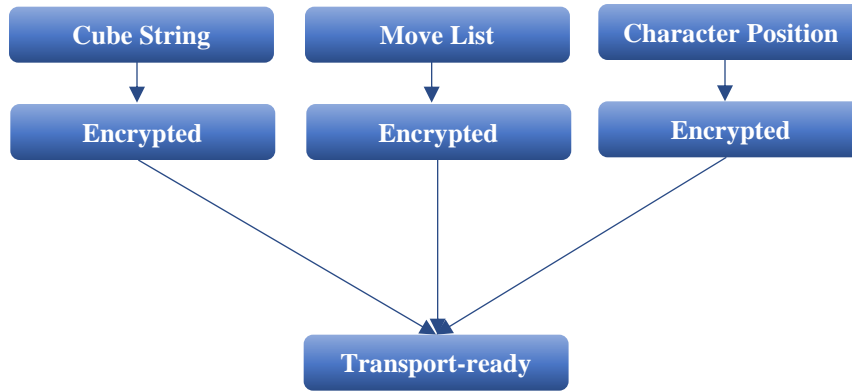 Cube String
Move List
Character Position
Encrypted
Encrypted
Encrypted
Transport-ready